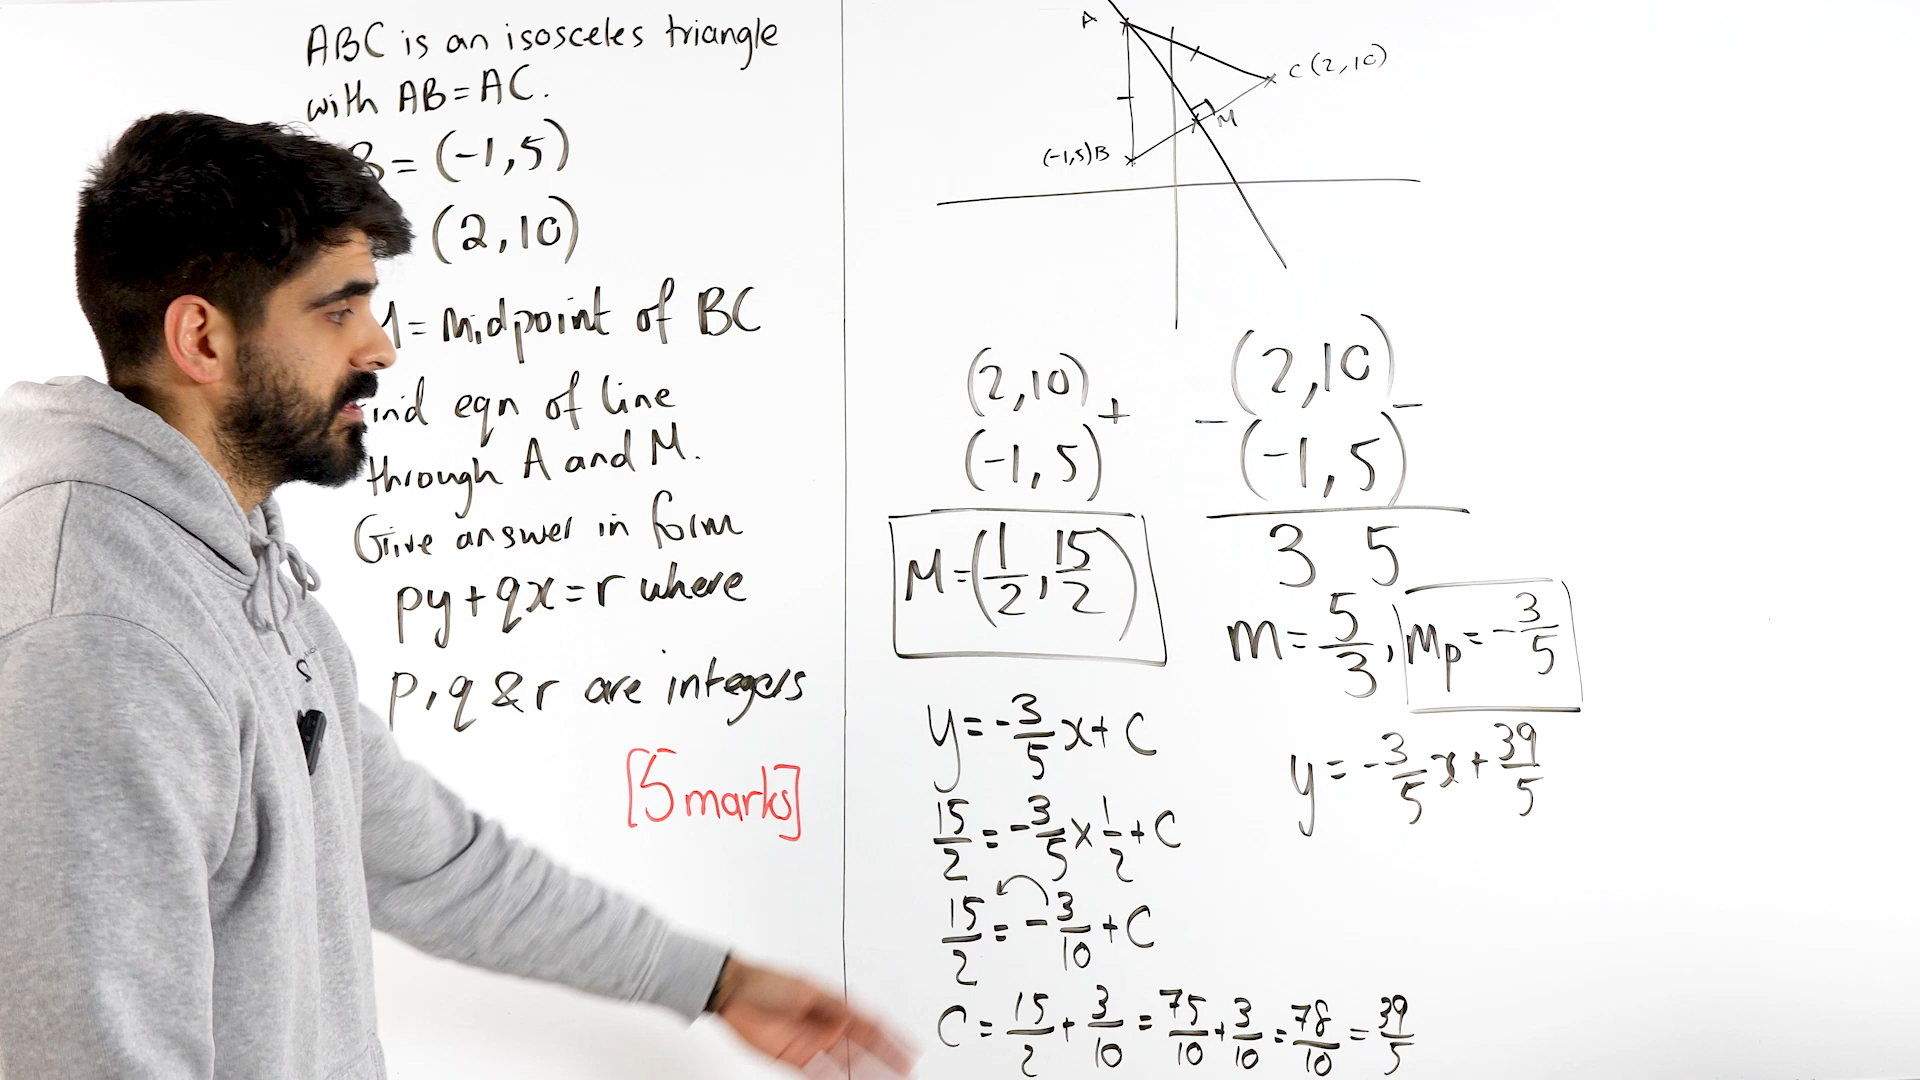 ABC is an isosceles triangle
with AB = AC.
B = (-1,5)
(2,10)
= Midpoint of BC
eqn of line
through A and M.
Give answer in form
py + qx = r where
p, q & r are integers
[5 marks]
A
C (2,10)
M
(-1,5) B
(2,10) +
(-1,5)
M = (1/2, 15/2)
- (2,10) -
(-1,5)
3 5
m = 5/3, mp = -3/5
y = -3/5 x + C
15/2 = -3/5 × 1/2 + C
15/2 = -3/10 + C
C = 15/2 + 3/10 = 75/10 + 3/10 = 78/10 = 39/5
y = -3/5 x + 39/5